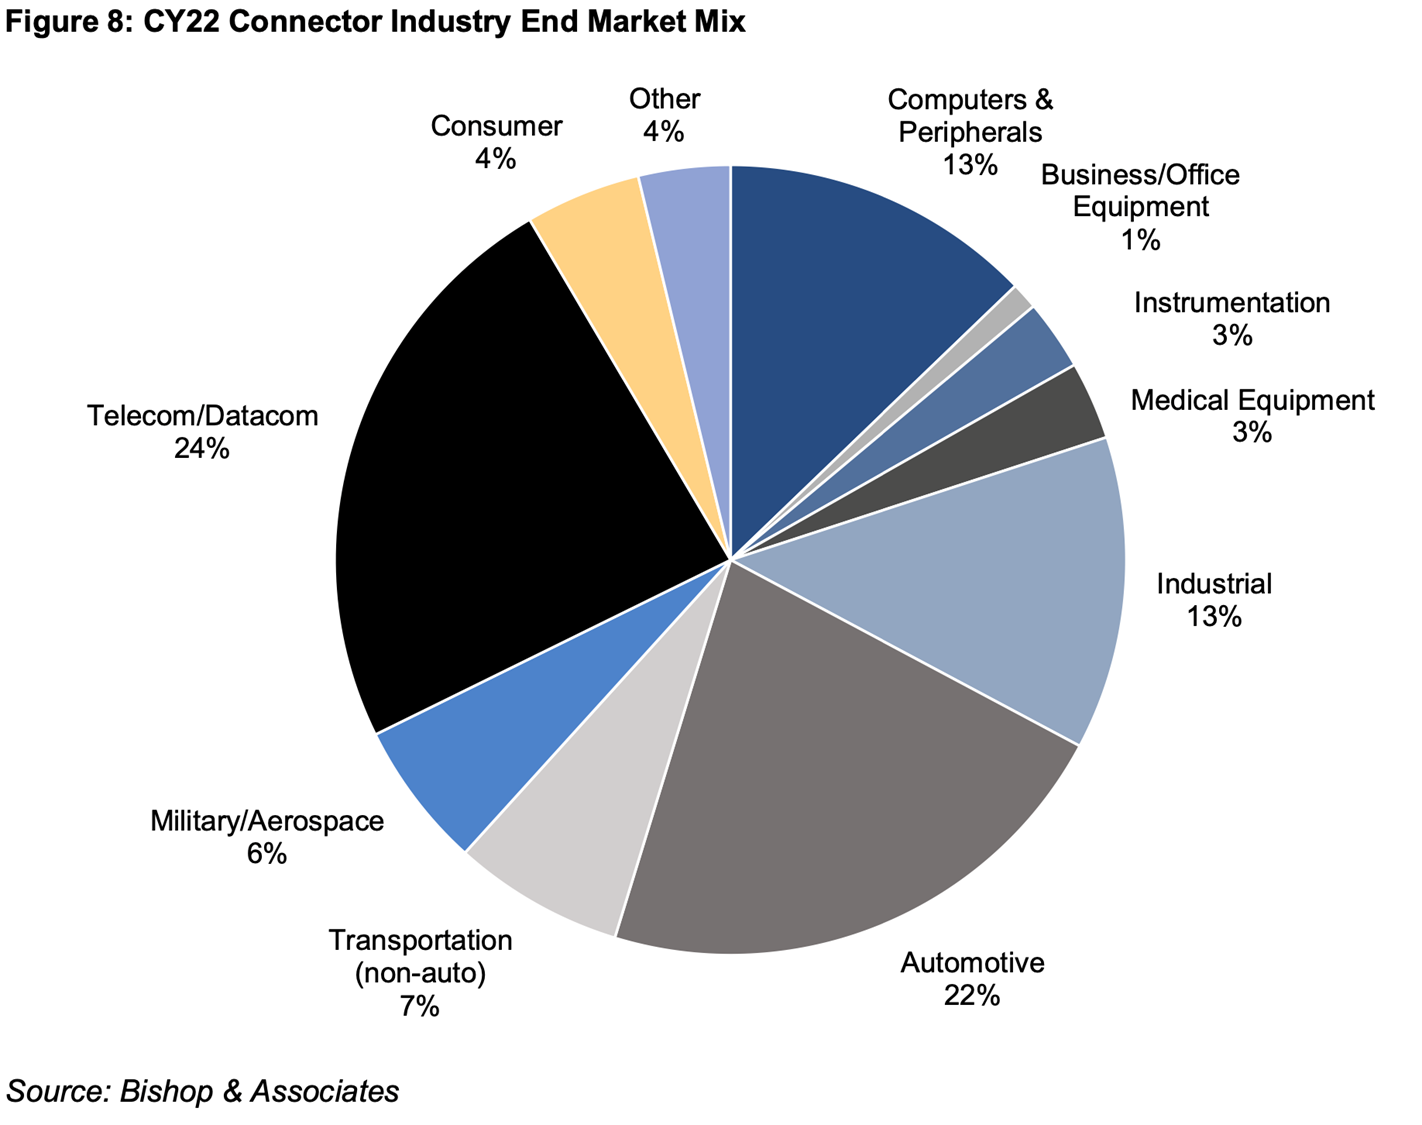 Figure 8: CY22 Connector Industry End Market Mix
Other
4%
Computers &
Peripherals
13%
Consumer
4%
Business/Office
Equipment
1%
Instrumentation
3%
Medical Equipment
3%
Telecom/Datacom
24%
Industrial
13%
Military/Aerospace
6%
Transportation
(non-auto)
7%
Automotive
22%
Source: Bishop & Associates